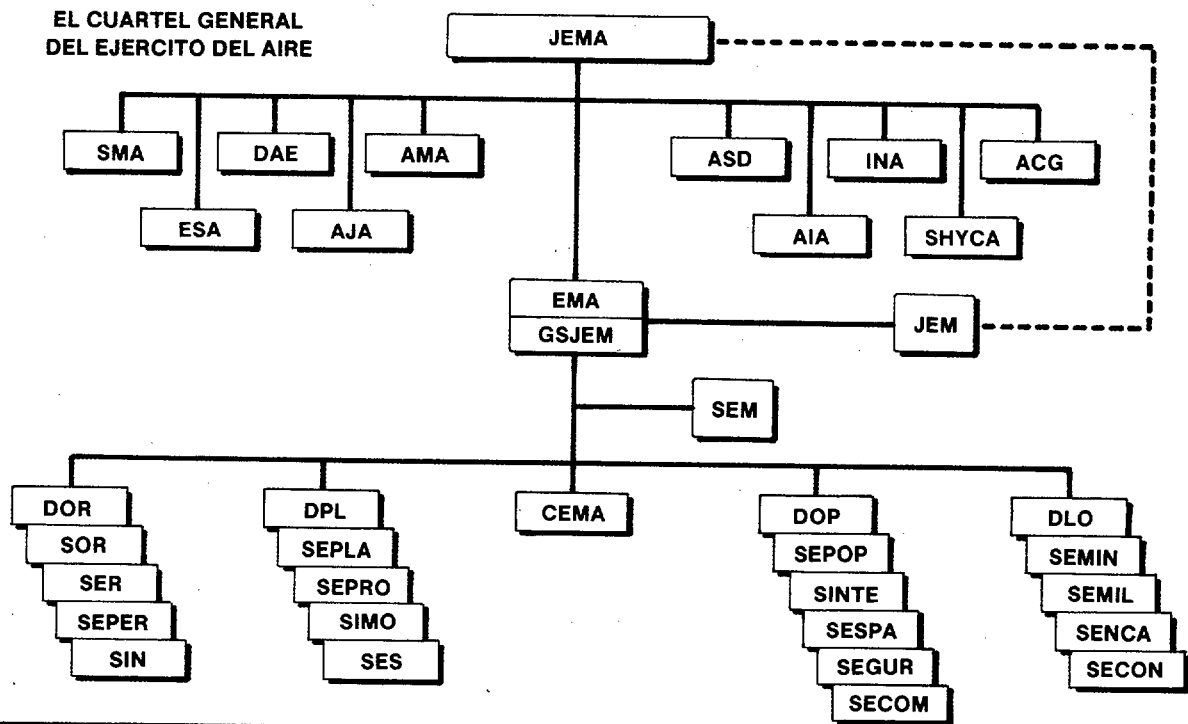 EL CUARTEL GENERAL
DEL EJERCITO DEL AIRE
JEMA
SMA
DAE
AMA
ASD
INA
ACG
ESA
AJA
AIA
SHYCA
EMA
GSJEM
JEM
SEM
DOR
SOR
SER
SEPER
SIN
DPL
SEPLA
SEPRO
SIMO
SES
CEMA
DOP
SEPOP
SINTE
SESPA
SEGUR
SECOM
DLO
SEMIN
SEMIL
SENCA
SECON